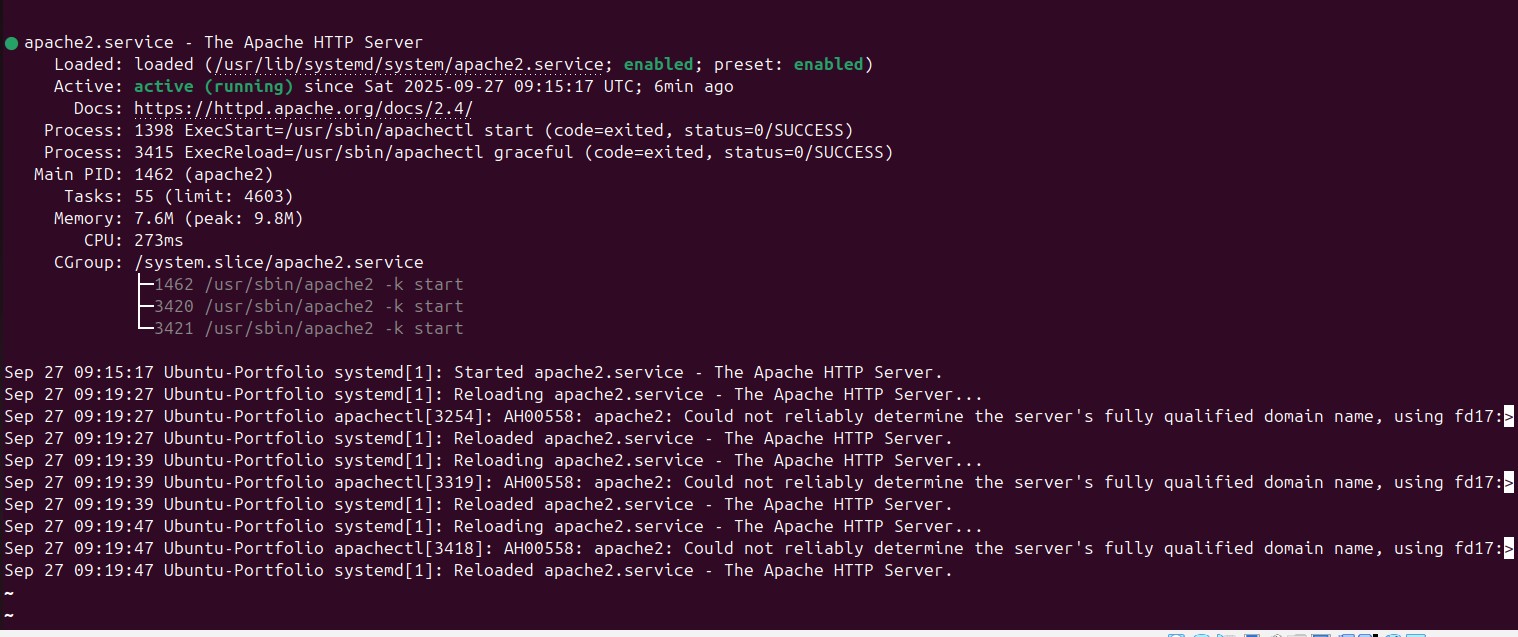 ● apache2.service - The Apache HTTP Server
     Loaded: loaded (/usr/lib/systemd/system/apache2.service; enabled; preset: enabled)
     Active: active (running) since Sat 2025-09-27 09:15:17 UTC; 6min ago
       Docs: https://httpd.apache.org/docs/2.4/
    Process: 1398 ExecStart=/usr/sbin/apachectl start (code=exited, status=0/SUCCESS)
    Process: 3415 ExecReload=/usr/sbin/apachectl graceful (code=exited, status=0/SUCCESS)
   Main PID: 1462 (apache2)
      Tasks: 55 (limit: 4603)
     Memory: 7.6M (peak: 9.8M)
        CPU: 273ms
     CGroup: /system.slice/apache2.service
             ├─1462 /usr/sbin/apache2 -k start
             ├─3420 /usr/sbin/apache2 -k start
             └─3421 /usr/sbin/apache2 -k start

Sep 27 09:15:17 Ubuntu-Portfolio systemd[1]: Started apache2.service - The Apache HTTP Server.
Sep 27 09:19:27 Ubuntu-Portfolio systemd[1]: Reloading apache2.service - The Apache HTTP Server...
Sep 27 09:19:27 Ubuntu-Portfolio apachectl[3254]: AH00558: apache2: Could not reliably determine the server's fully qualified domain name, using fd17:>
Sep 27 09:19:27 Ubuntu-Portfolio systemd[1]: Reloaded apache2.service - The Apache HTTP Server.
Sep 27 09:19:39 Ubuntu-Portfolio systemd[1]: Reloading apache2.service - The Apache HTTP Server...
Sep 27 09:19:39 Ubuntu-Portfolio apachectl[3319]: AH00558: apache2: Could not reliably determine the server's fully qualified domain name, using fd17:>
Sep 27 09:19:39 Ubuntu-Portfolio systemd[1]: Reloaded apache2.service - The Apache HTTP Server.
Sep 27 09:19:47 Ubuntu-Portfolio systemd[1]: Reloading apache2.service - The Apache HTTP Server...
Sep 27 09:19:47 Ubuntu-Portfolio apachectl[3418]: AH00558: apache2: Could not reliably determine the server's fully qualified domain name, using fd17:>
Sep 27 09:19:47 Ubuntu-Portfolio systemd[1]: Reloaded apache2.service - The Apache HTTP Server.
~
~